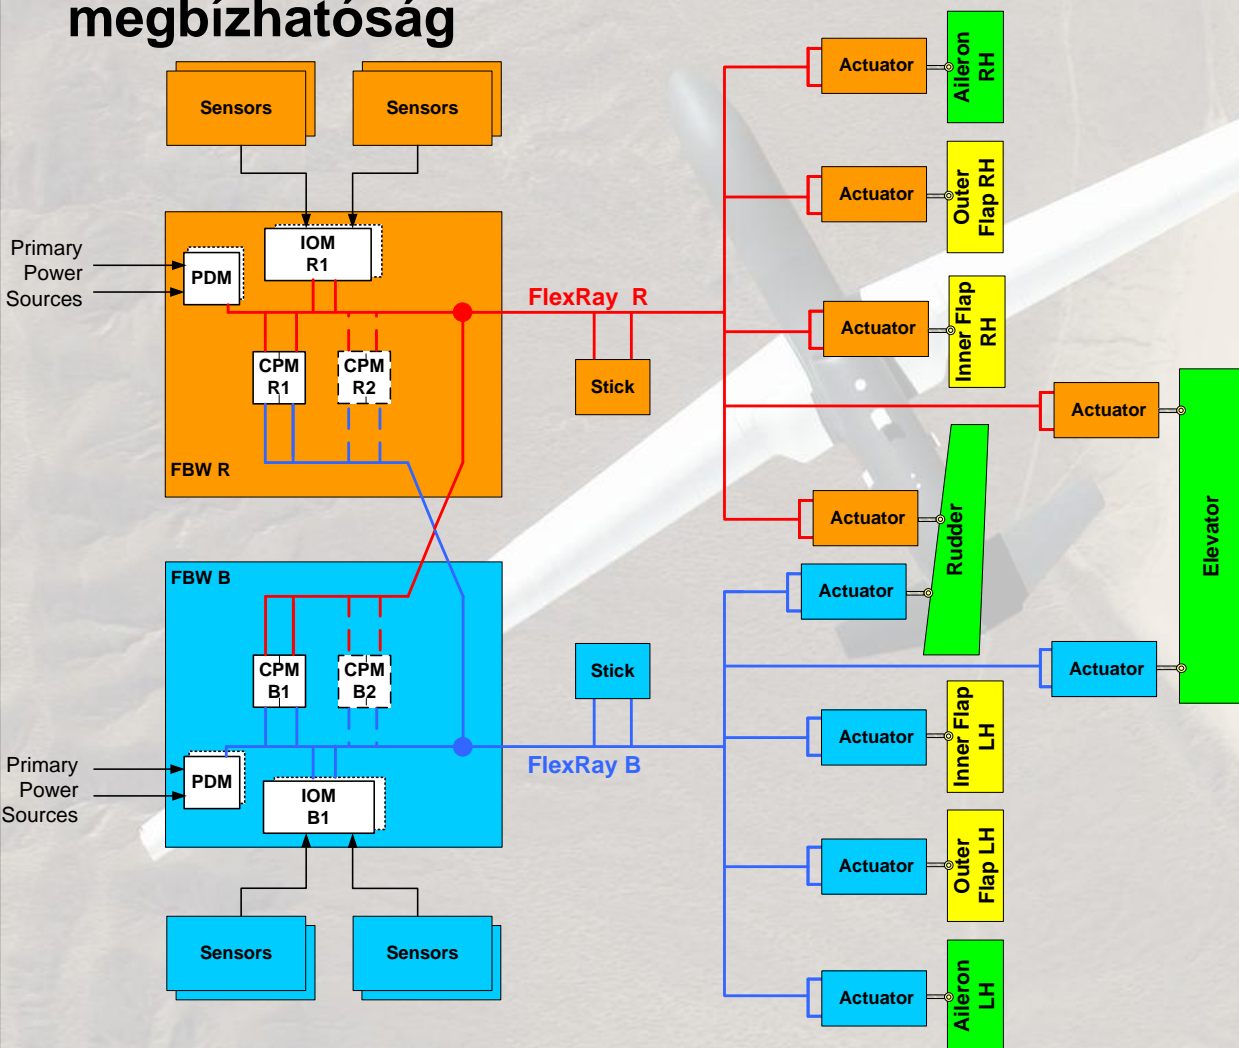 megbízhatóság
Sensors
Sensors
Primary
Power
Sources
PDM
IOM
R1
CPM
R1
CPM
R2
FBW R
FlexRay R
Stick
Actuator
Aileron
RH
Actuator
Outer
Flap RH
Actuator
Inner Flap
RH
Actuator
Elevator
Actuator
Rudder
FBW B
CPM
B1
CPM
B2
Primary
Power
Sources
PDM
IOM
B1
Sensors
Sensors
Stick
FlexRay B
Actuator
Actuator
Actuator
Inner Flap
LH
Actuator
Outer
Flap LH
Actuator
Aileron
LH